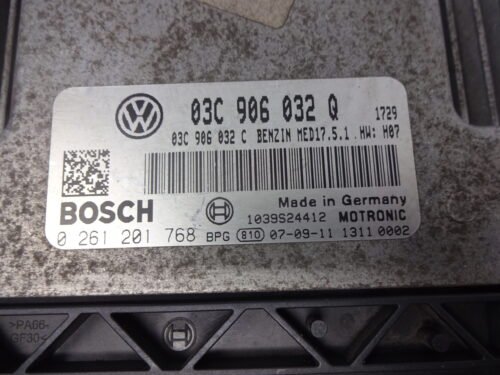 03C 906 032 Q 1729
03C 906 032 C BENZIN MED17.5.1 .HW: H07
BOSCH
Made in Germany
1039S24412 MOTRONIC
0 261 201 768 BPG 810 07-09-11 1311 0002
>PA66-
GF30<